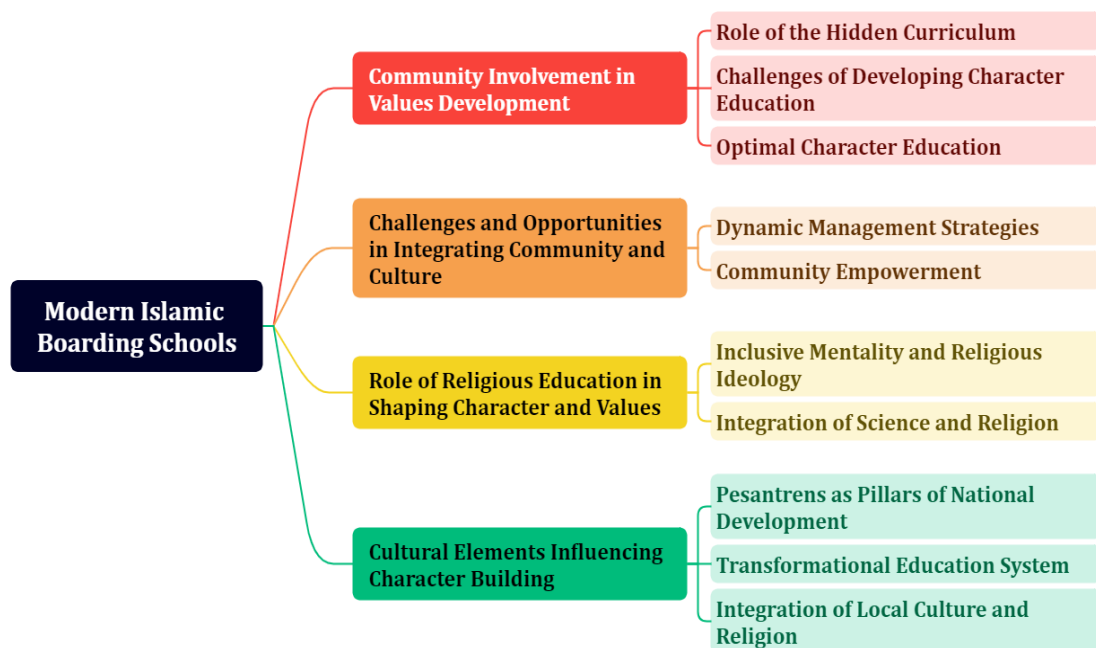 Modern Islamic
Boarding Schools
Community Involvement in
Values Development
Role of the Hidden Curriculum
Challenges of Developing Character
Education
Optimal Character Education
Challenges and Opportunities
in Integrating Community and
Culture
Dynamic Management Strategies
Community Empowerment
Role of Religious Education in
Shaping Character and Values
Inclusive Mentality and Religious
Ideology
Integration of Science and Religion
Cultural Elements Influencing
Character Building
Pesantrens as Pillars of National
Development
Transformational Education System
Integration of Local Culture and
Religion